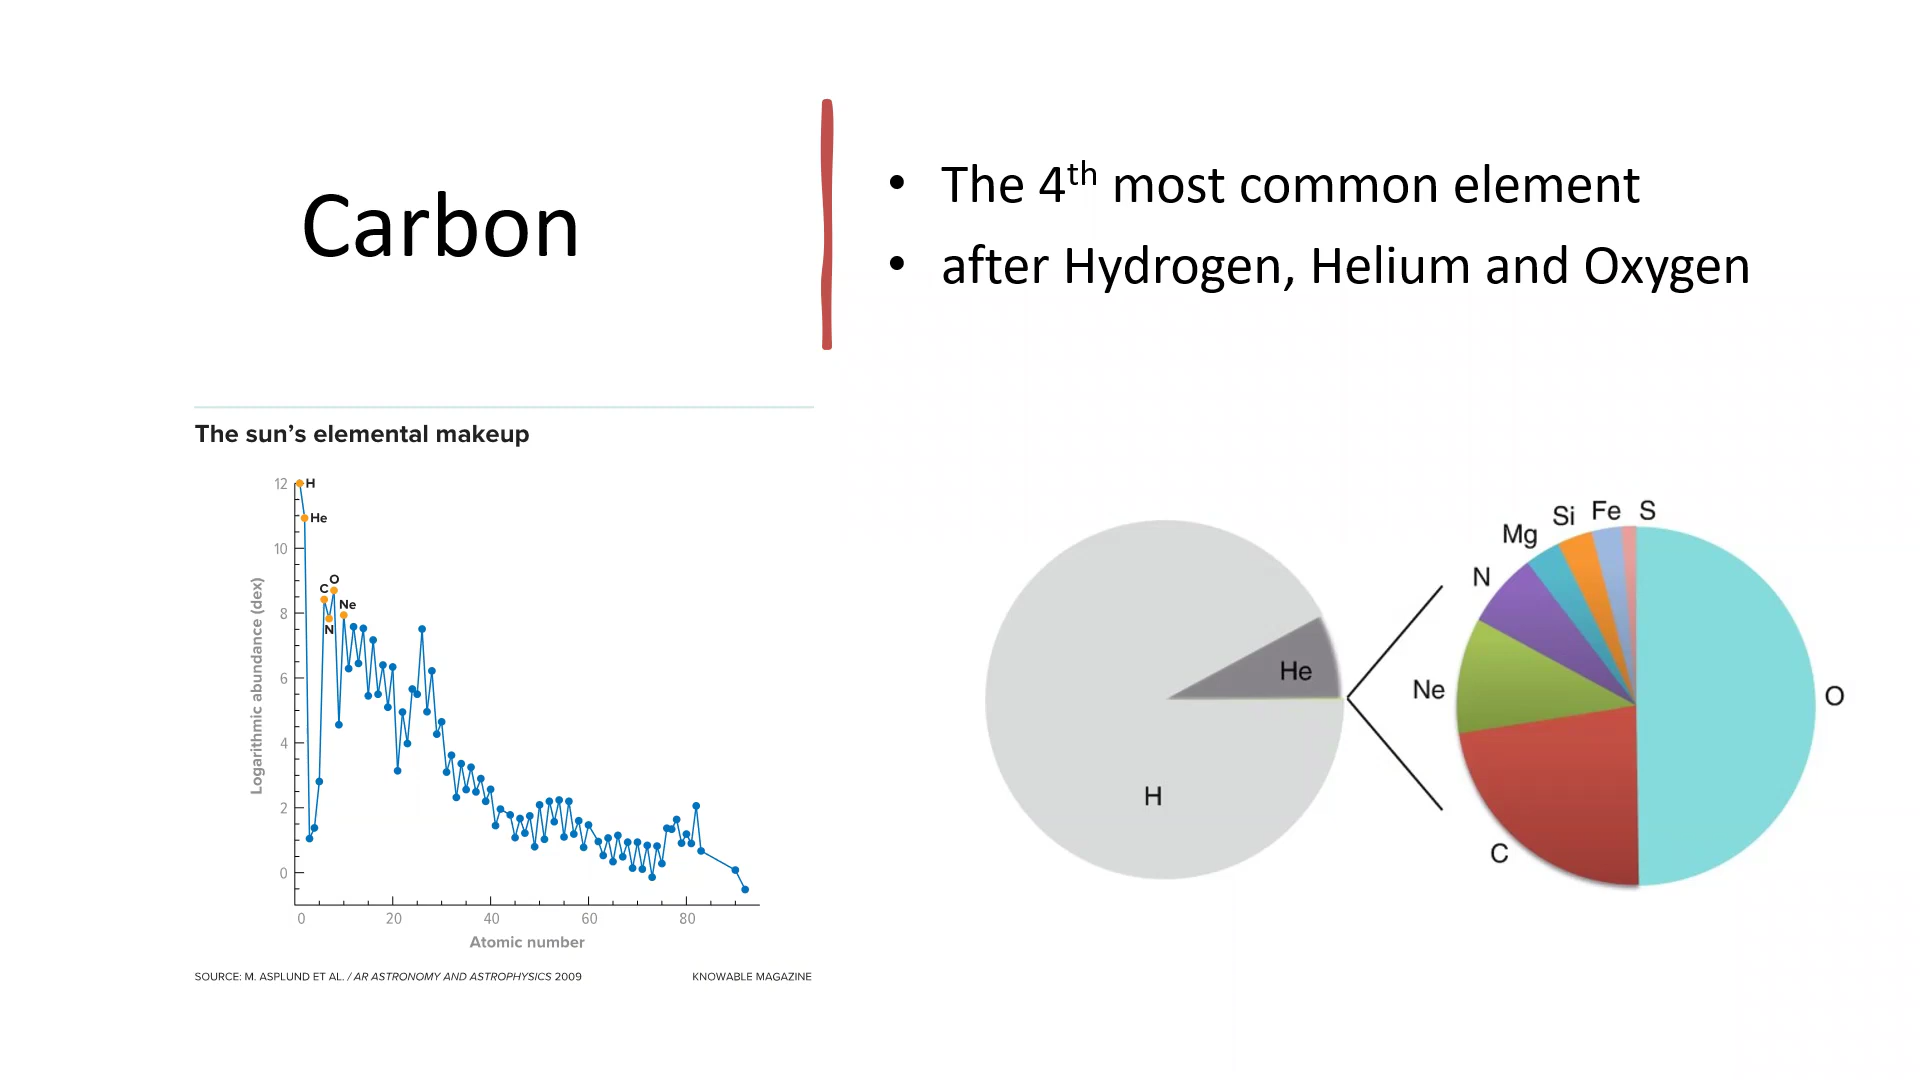 Carbon
• The 4th most common element
• after Hydrogen, Helium and Oxygen
The sun's elemental makeup
12
10
8
6
4
2
0
Logarithmic abundance (dex)
H
He
C
O
N
Ne
0 20 40 60 80
Atomic number
SOURCE: M. ASPLUND ET AL. / AR ASTRONOMY AND ASTROPHYSICS 2009
KNOWABLE MAGAZINE
He
H
S
Fe
Si
Mg
N
Ne
O
C